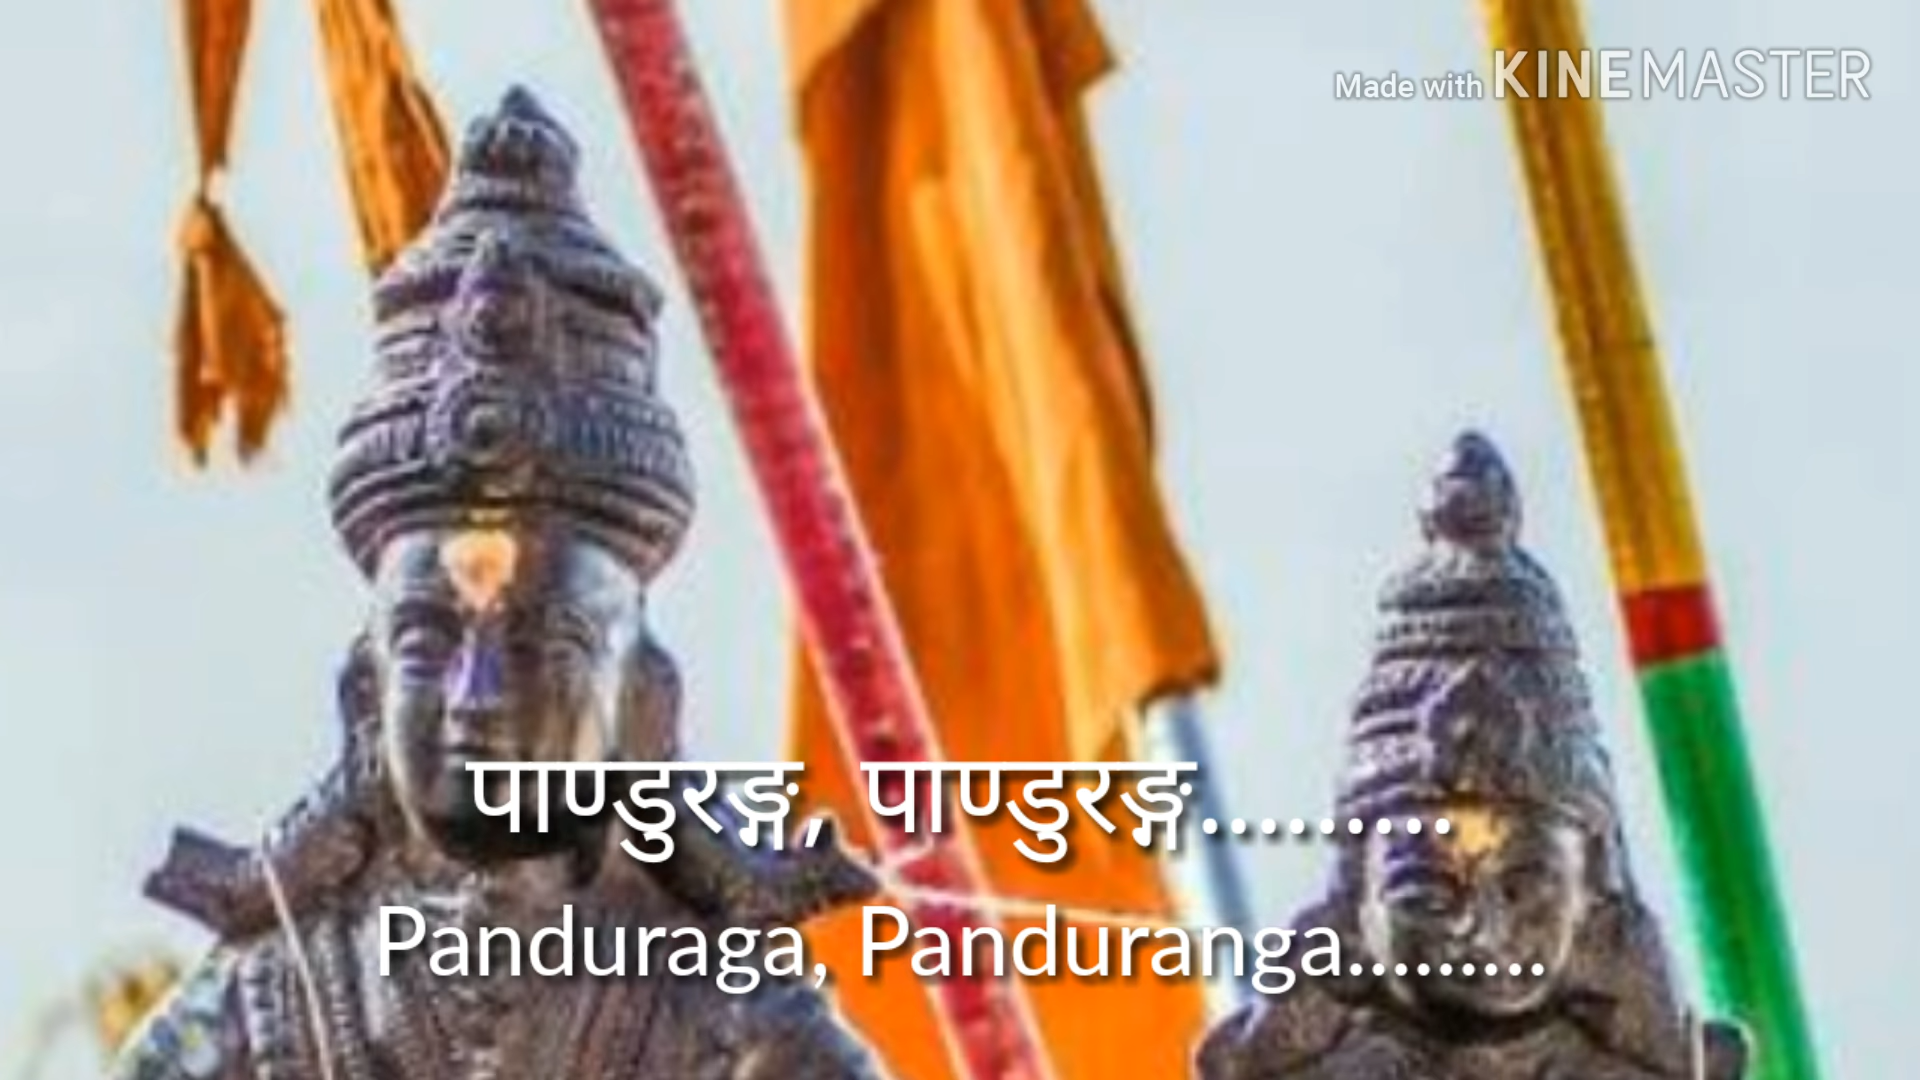 Made with KINEMASTER
पाण्डुरङ्ग, पाण्डुरङ्ग.........
Panduraga, Panduranga.........